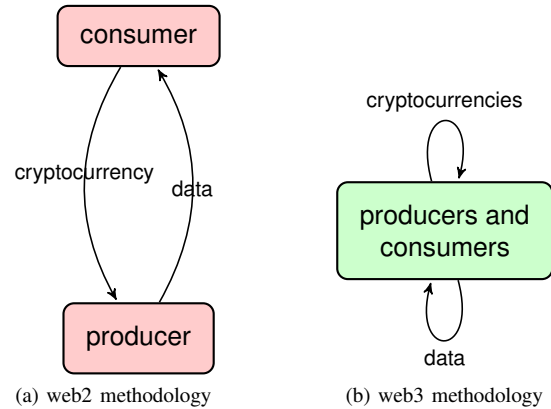 consumer
cryptocurrency
data
producer
(a) web2 methodology
cryptocurrencies
producers and
consumers
data
(b) web3 methodology